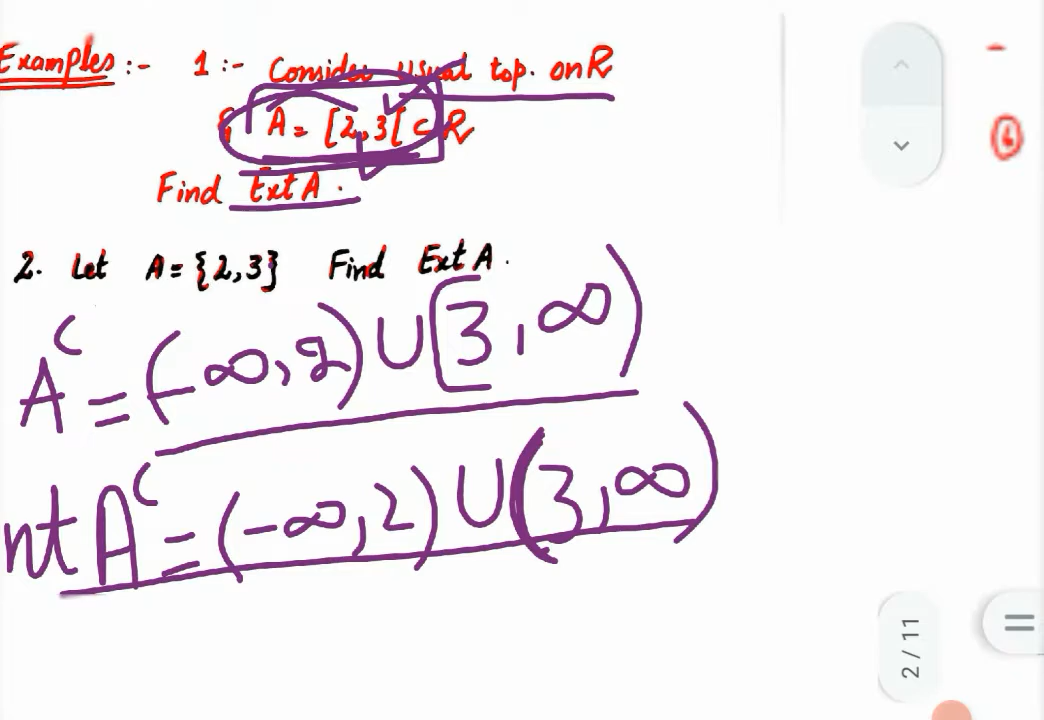 Examples :- 1 :- Consider usual top. on R
& A = [2,3[ ⊂ R
Find Ext A.
2. Let A = {2,3} Find Ext A.
A^c = (-∞,2) ∪ [3,∞)
nt A^c = (-∞,2) ∪ (3,∞)
2 / 11